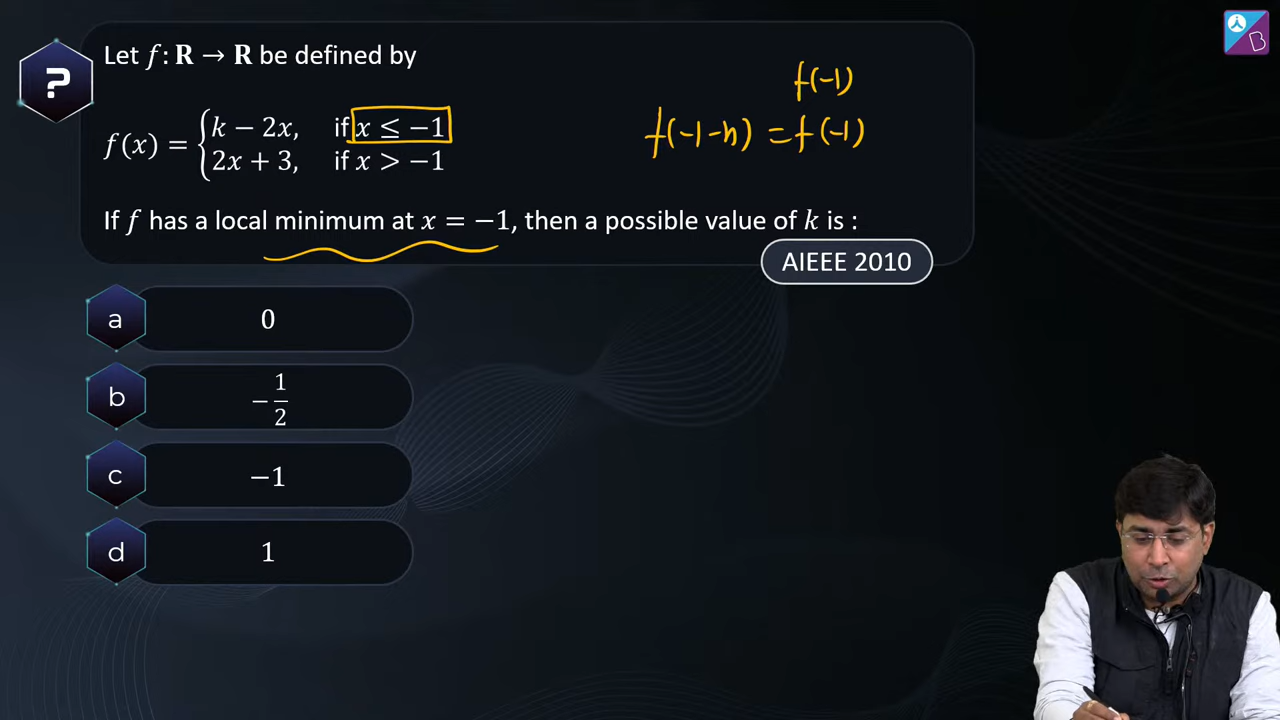 Let f: R → R be defined by
f(x) = { k − 2x, if x ≤ −1
2x + 3, if x > −1
f(-1)
f(-1-h) = f(-1)
If f has a local minimum at x = −1, then a possible value of k is :
AIEEE 2010
?
a 0
b −1/2
c −1
d 1
B